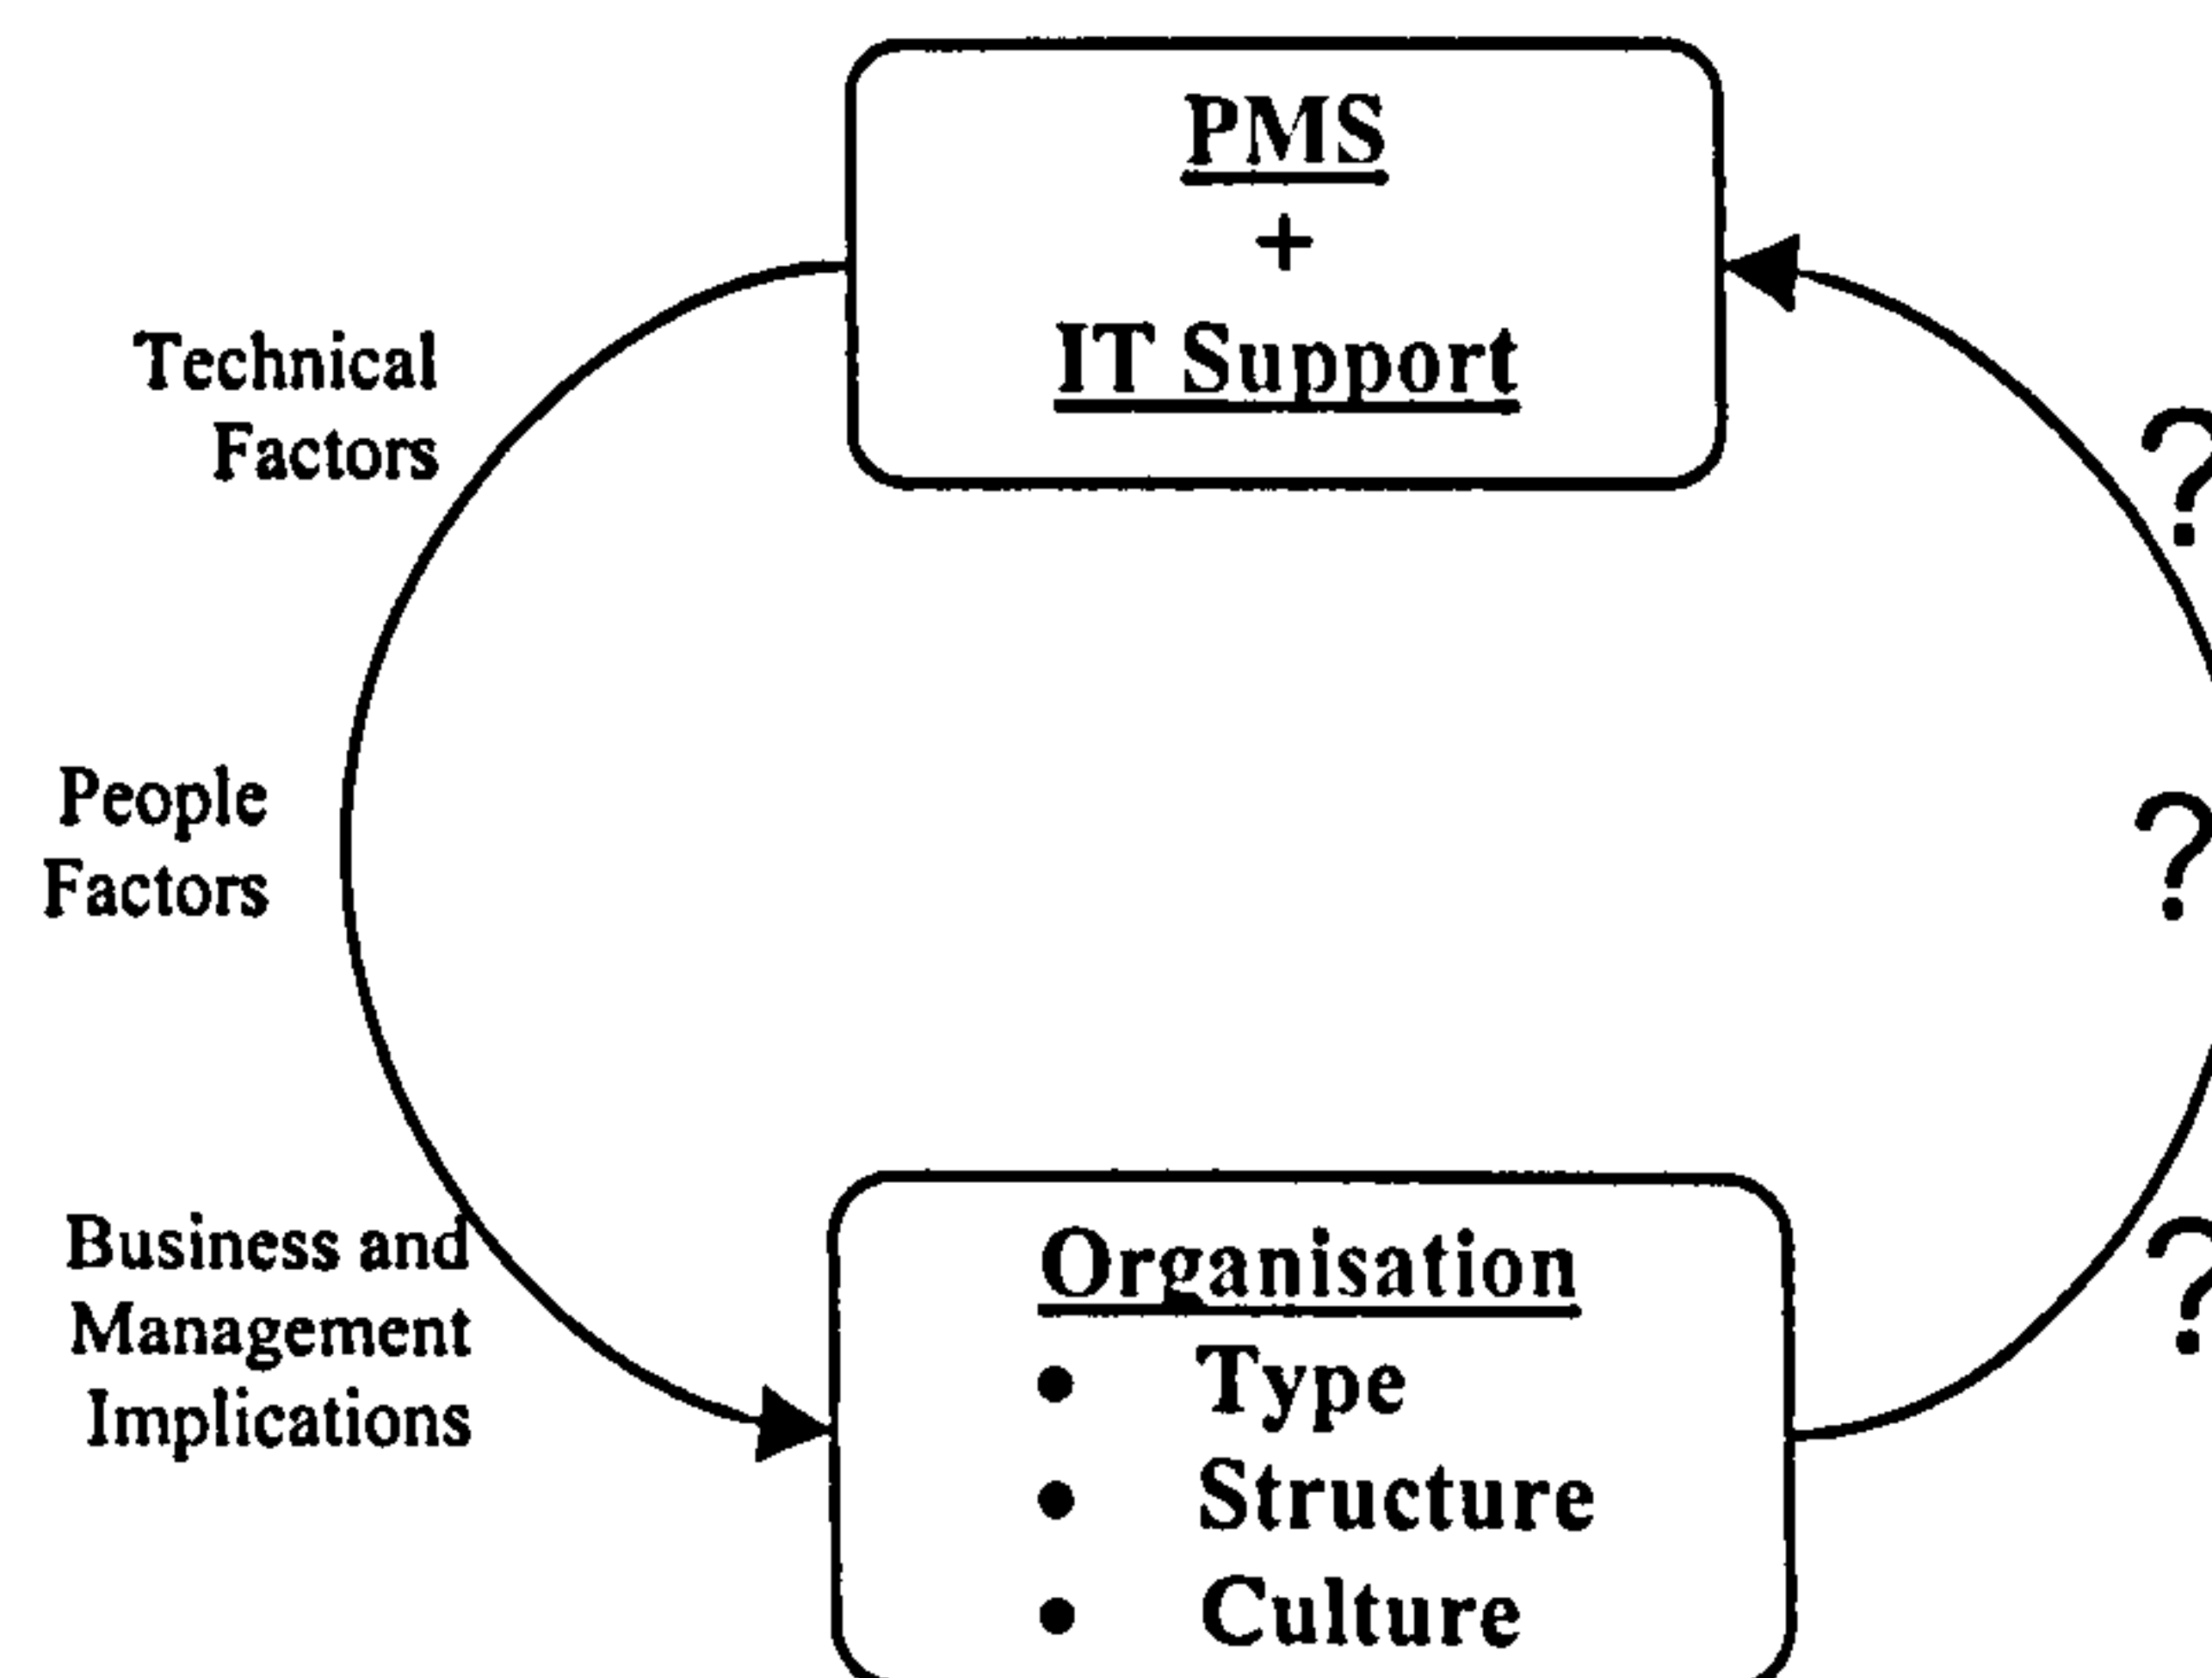 PMS
+
IT Support
Technical
Factors
?
People
Factors
?
Business and
Management
Implications
?
Organisation
• Type
• Structure
• Culture